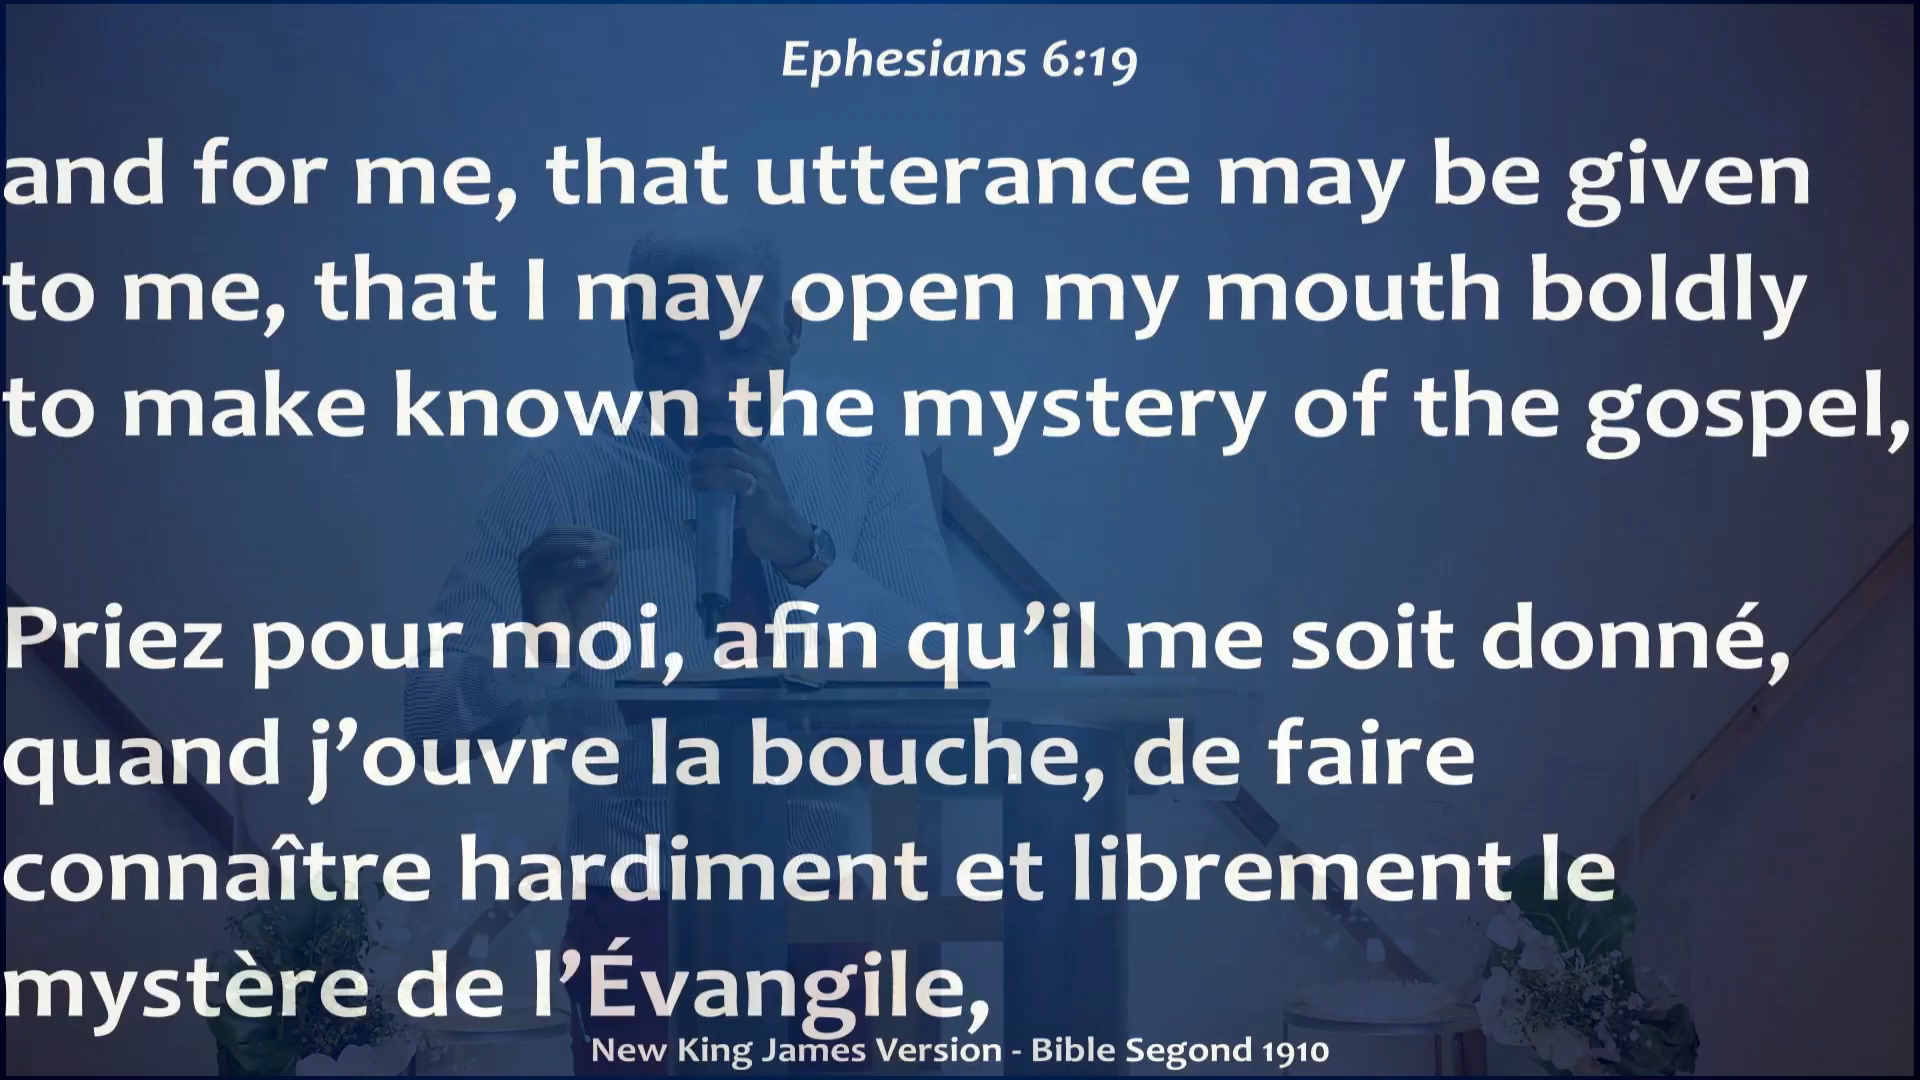 Ephesians 6:19
and for me, that utterance may be given
to me, that I may open my mouth boldly
to make known the mystery of the gospel,
Priez pour moi, afin qu’il me soit donné,
quand j’ouvre la bouche, de faire
connaître hardiment et librement le
mystère de l’Évangile,
New King James Version - Bible Segond 1910